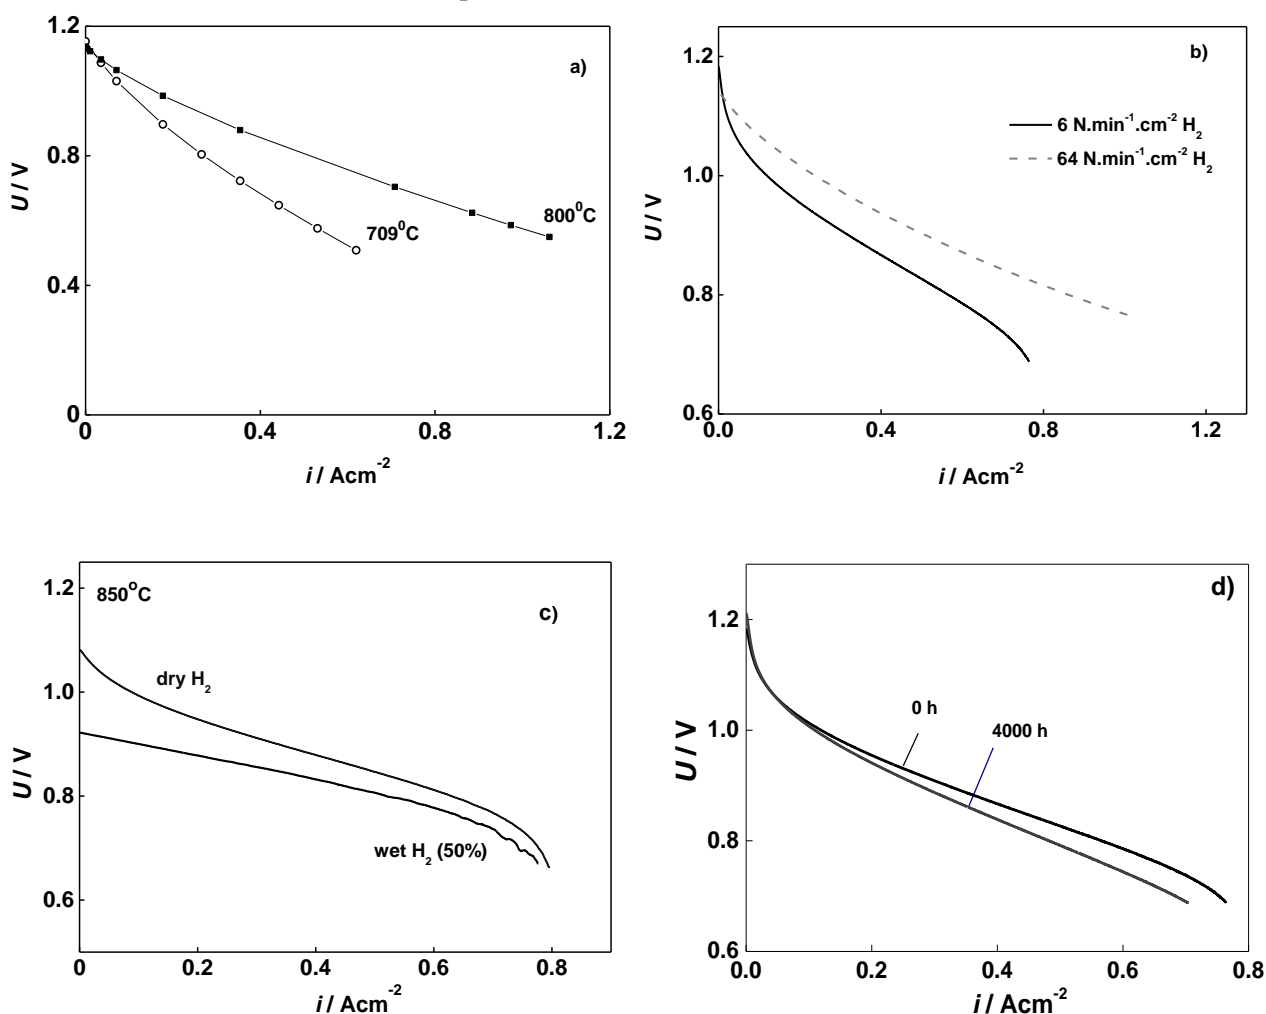 1.2
a)
0.8
U / V
800⁰C
709⁰C
0.4
0
0 0.4 0.8 1.2
i / Acm⁻²
b)
1.2
6 N.min⁻¹.cm⁻² H₂
64 N.min⁻¹.cm⁻² H₂
1.0
U / V
0.8
0.6
0.0 0.4 0.8 1.2
i / Acm⁻²
1.2
850°C
c)
1.0
dry H₂
U / V
0.8
wet H₂ (50%)
0.6
0 0.2 0.4 0.6 0.8
i / Acm⁻²
d)
1.2
0 h
4000 h
1.0
U / V
0.8
0.6
0.0 0.2 0.4 0.6 0.8
i / Acm⁻²